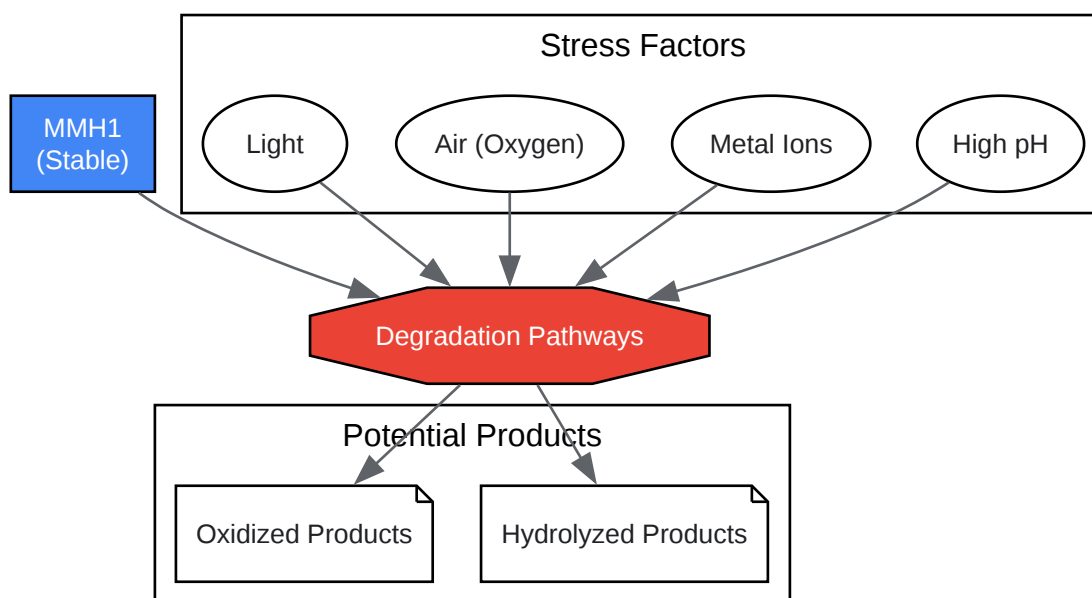 Stress Factors
MMH1
(Stable)
Light
Air (Oxygen)
Metal Ions
High pH
Degradation Pathways
Potential Products
Oxidized Products
Hydrolyzed Products